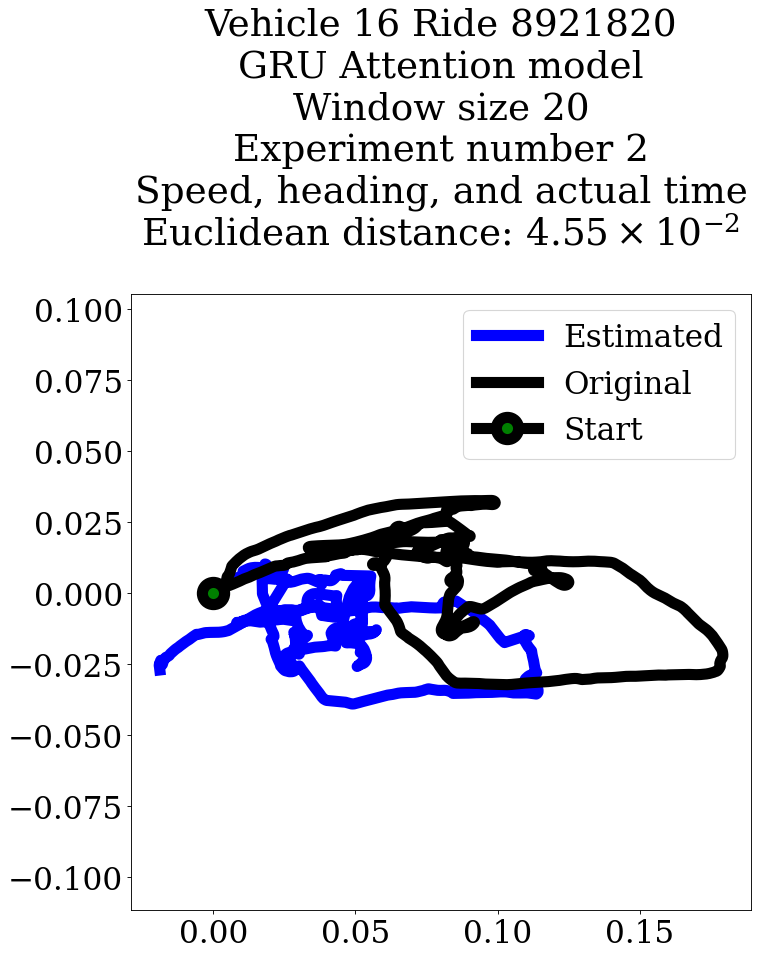 Vehicle 16 Ride 8921820
GRU Attention model
Window size 20
Experiment number 2
Speed, heading, and actual time
Euclidean distance: 4.55 × 10⁻²
Estimated
Original
Start
0.100
0.075
0.050
0.025
0.000
−0.025
−0.050
−0.075
−0.100
0.00 0.05 0.10 0.15